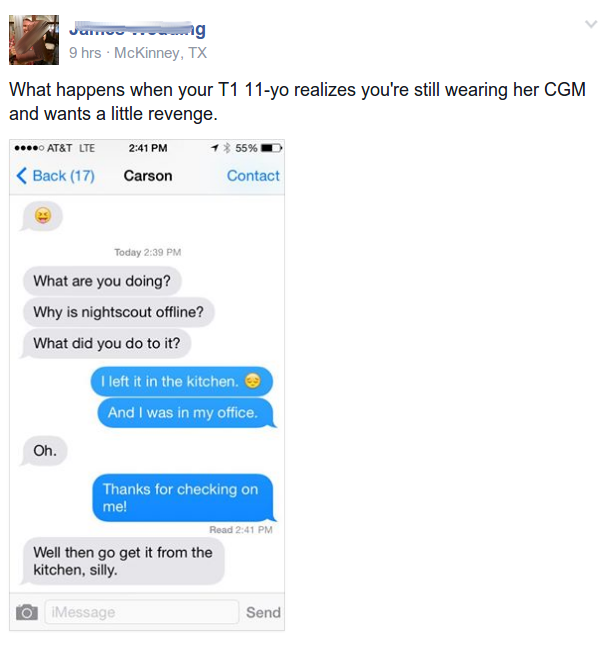 9 hrs · McKinney, TX
What happens when your T1 11-yo realizes you're still wearing her CGM
and wants a little revenge.
AT&T LTE 2:41 PM 55%
Back (17) Carson Contact
Today 2:39 PM
What are you doing?
Why is nightscout offline?
What did you do to it?
I left it in the kitchen. 😔
And I was in my office.
Oh.
Thanks for checking on
me!
Read 2:41 PM
Well then go get it from the
kitchen, silly.
iMessage Send